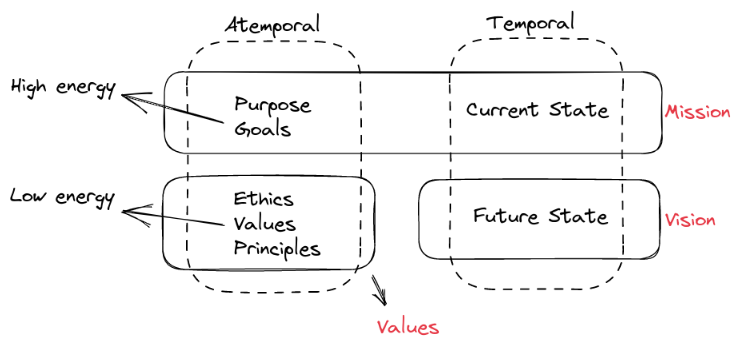 Atemporal
Temporal
High energy
Purpose
Goals
Current State
Mission
Low energy
Ethics
Values
Principles
Future State
Vision
Values